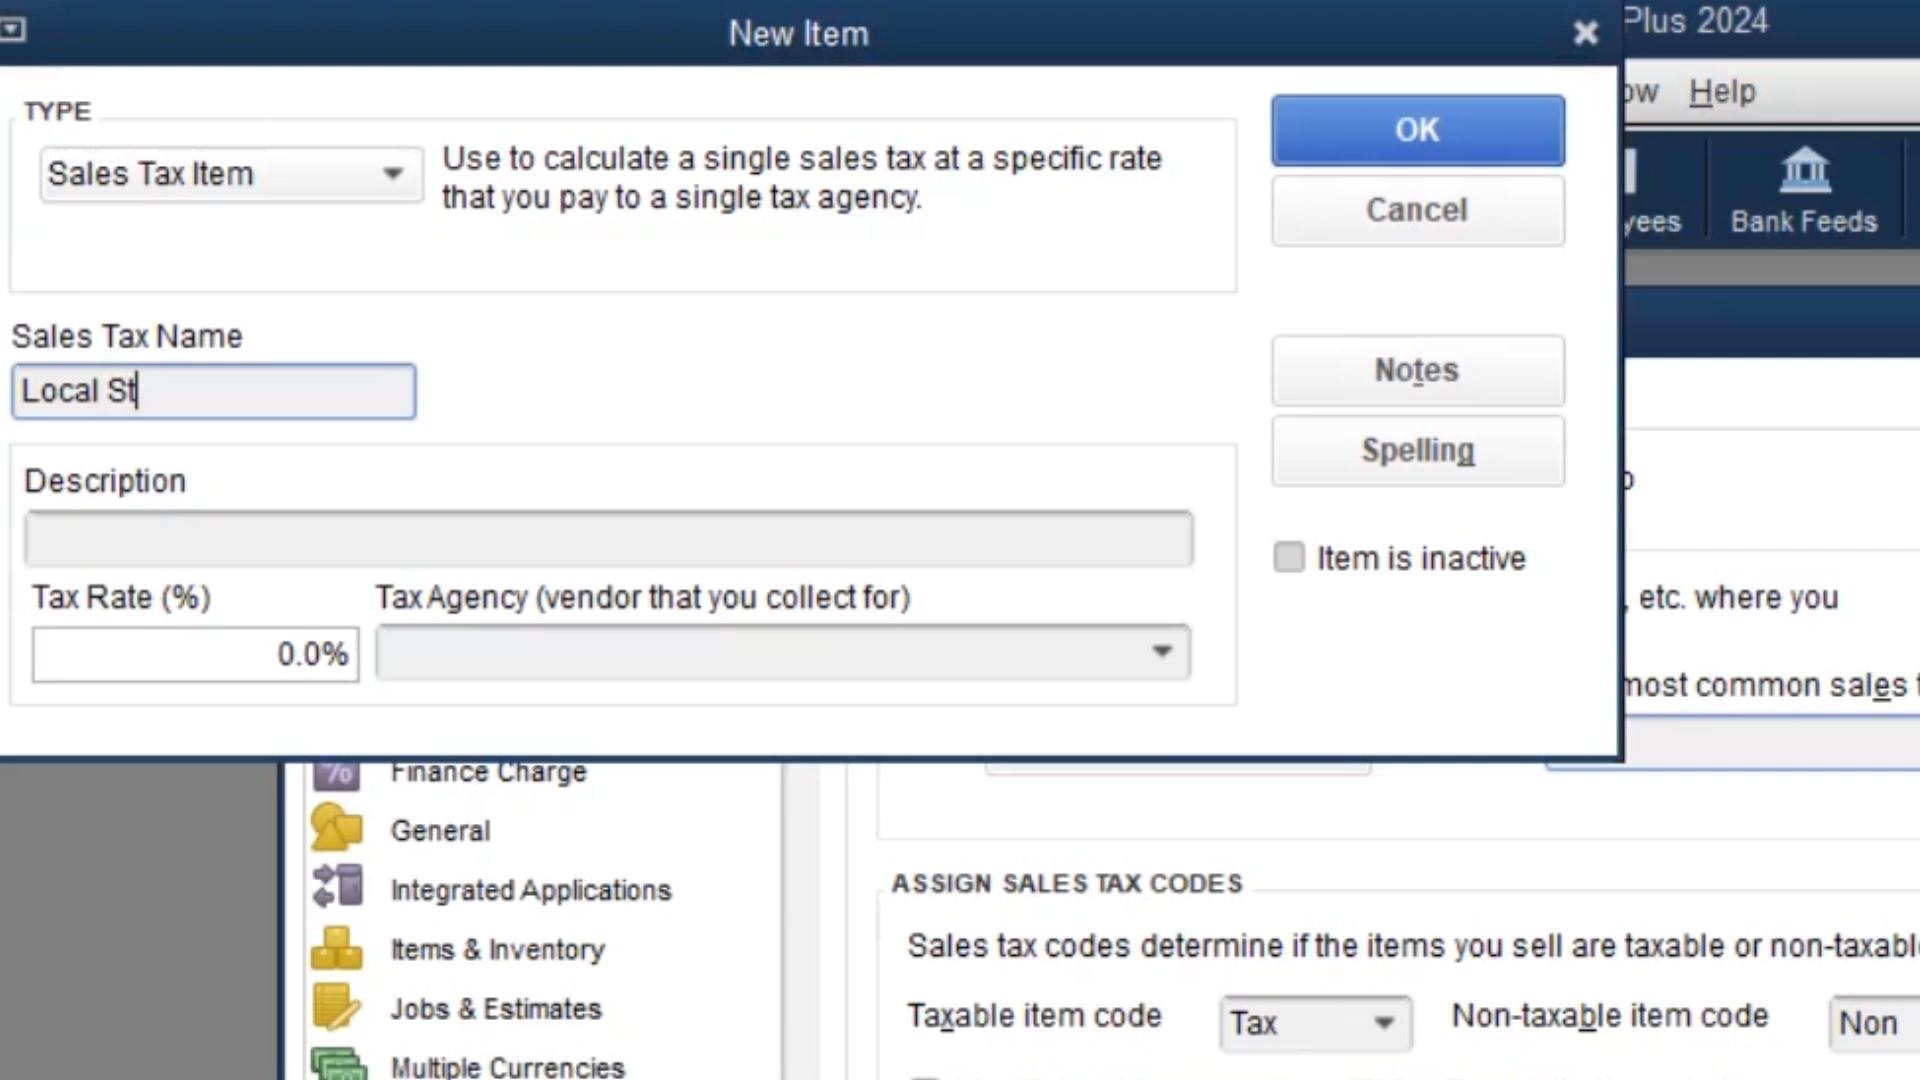 New Item
Plus 2024
Help
TYPE
Sales Tax Item
Use to calculate a single sales tax at a specific rate
that you pay to a single tax agency.
OK
Cancel
Bank Feeds
Sales Tax Name
Local St
Notes
Spelling
Description
Item is inactive
Tax Rate (%)
Tax Agency (vendor that you collect for)
, etc. where you
0.0%
most common sales
Finance Charge
General
Integrated Applications
Items & Inventory
Jobs & Estimates
Multiple Currencies
ASSIGN SALES TAX CODES
Sales tax codes determine if the items you sell are taxable or non-taxabl
Taxable item code
Tax
Non-taxable item code
Non